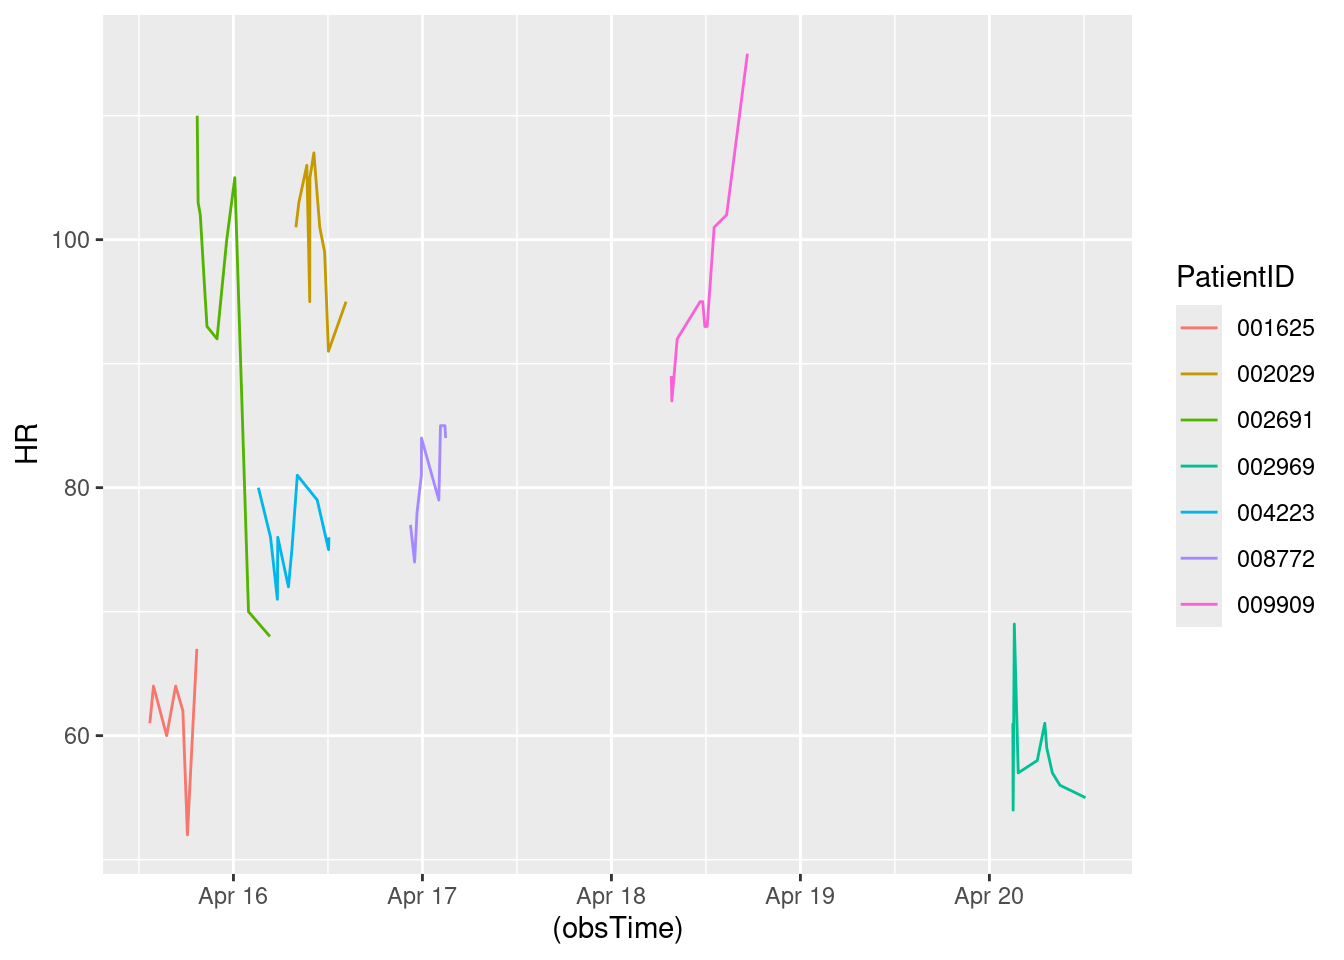 100
80
60
HR
Apr 16
Apr 17
Apr 18
Apr 19
Apr 20
(obsTime)
PatientID
001625
002029
002691
002969
004223
008772
009909